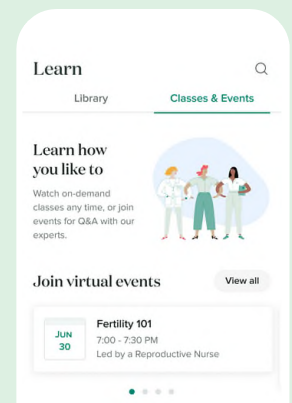 Learn
Library
Classes & Events
Learn how
you like to
Watch on-demand
classes any time, or join
events for Q&A with our
experts.
Join virtual events
View all
JUN
30
Fertility 101
7:00 - 7:30 PM
Led by a Reproductive Nurse